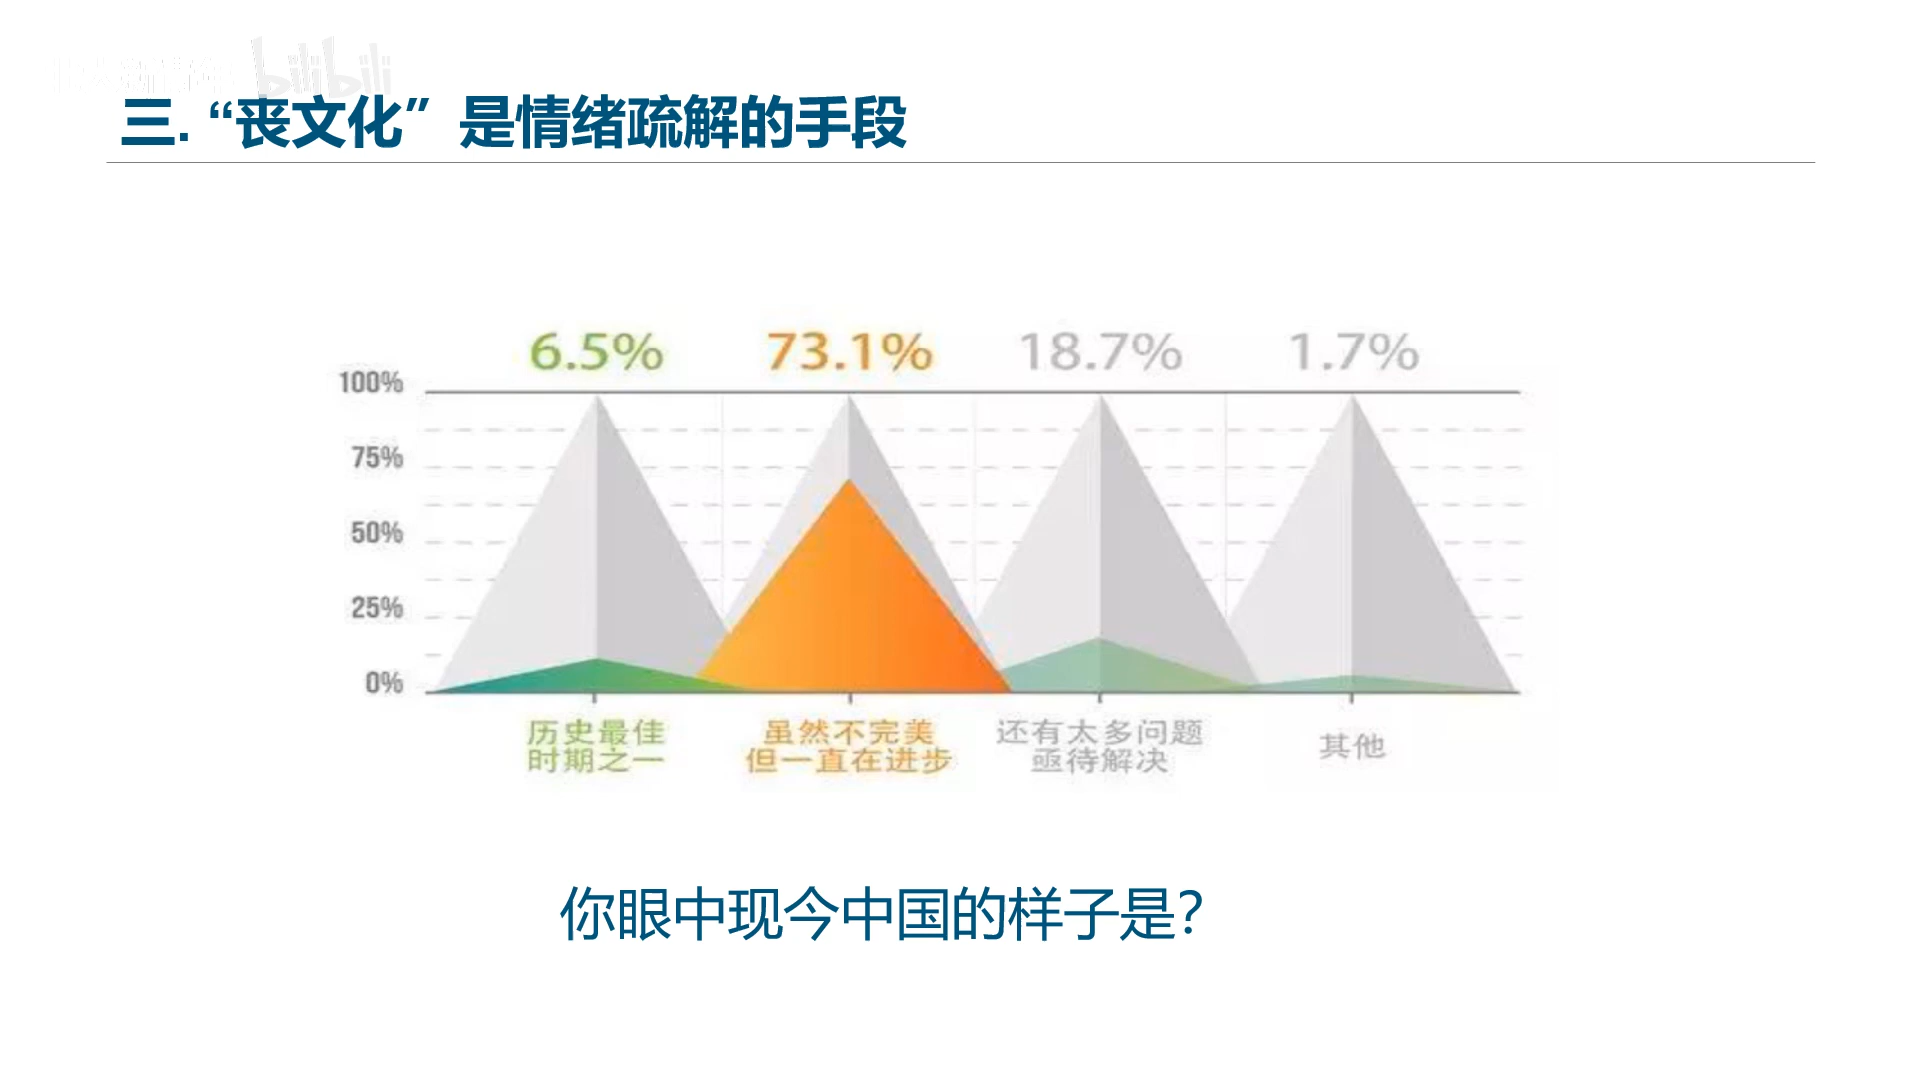 bilibili
三. “丧文化”是情绪疏解的手段
6.5% 73.1% 18.7% 1.7%
100%
75%
50%
25%
0%
历史最佳
时期之一
虽然不完美
但一直在进步
还有太多问题
亟待解决
其他
你眼中现今中国的样子是?